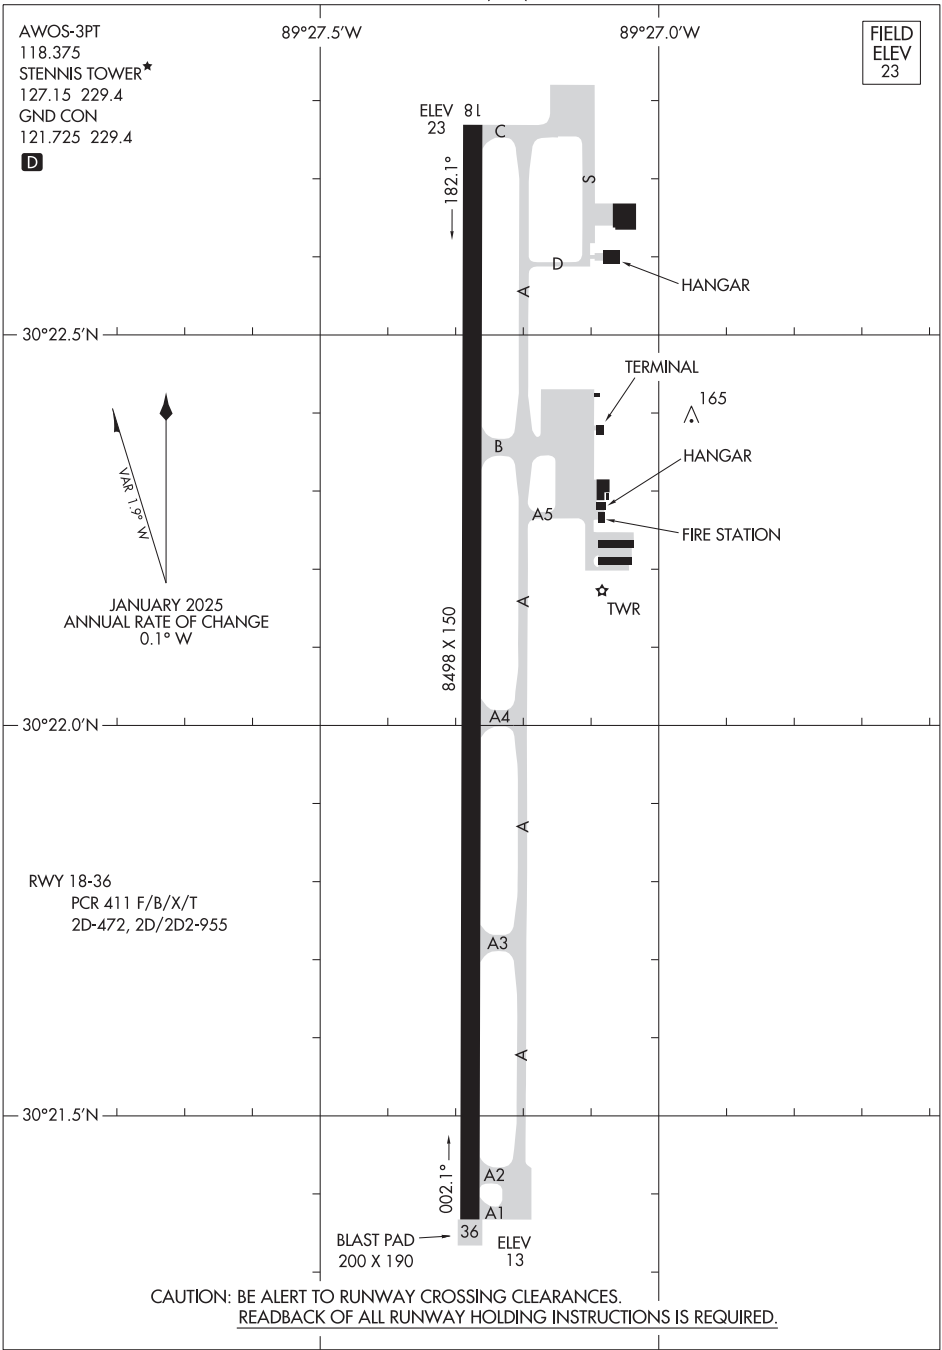 AWOS-3PT
118.375
STENNIS TOWER★
127.15 229.4
GND CON
121.725 229.4
D
89°27.5'W
89°27.0'W
FIELD
ELEV
23
ELEV
23
18
C
182.1°
S
D
HANGAR
A
30°22.5'N
TERMINAL
165
B
HANGAR
A5
FIRE STATION
VAR 1.9° W
JANUARY 2025
ANNUAL RATE OF CHANGE
0.1° W
A
TWR
8498 X 150
A4
30°22.0'N
A
RWY 18-36
PCR 411 F/B/X/T
2D-472, 2D/2D2-955
A3
A
30°21.5'N
002.1°
A2
A1
36
BLAST PAD
200 X 190
ELEV
13
CAUTION: BE ALERT TO RUNWAY CROSSING CLEARANCES.
READBACK OF ALL RUNWAY HOLDING INSTRUCTIONS IS REQUIRED.